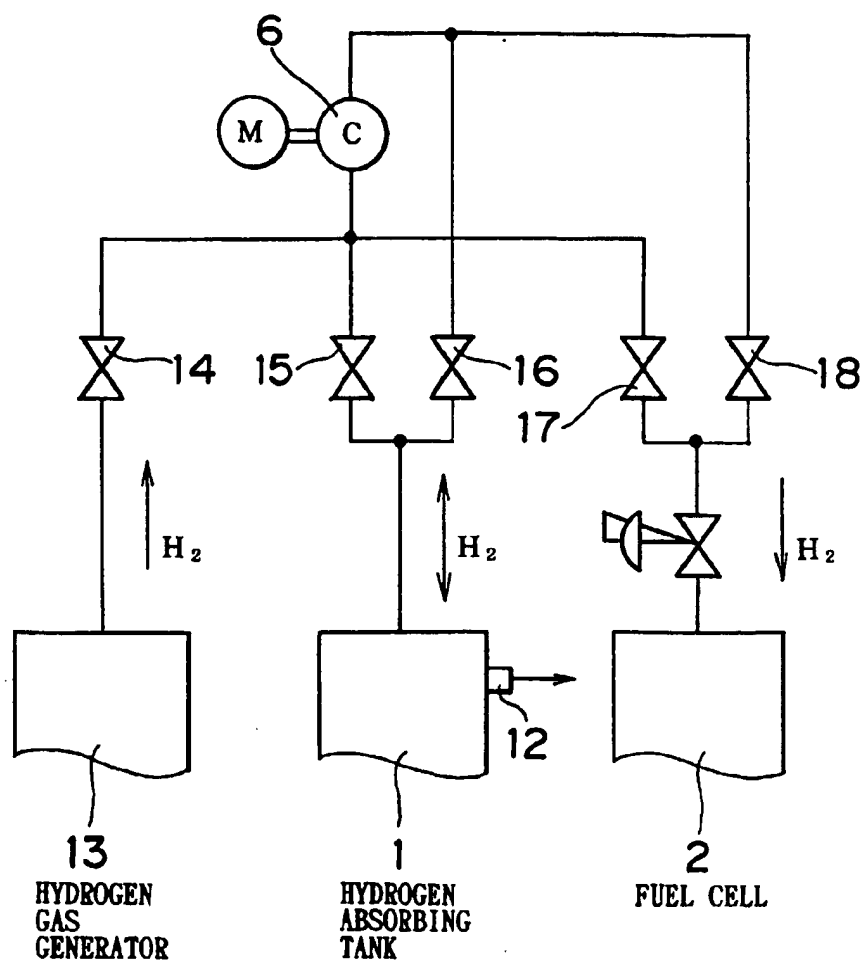 6
M
C
14
15
16
17
18
H₂
H₂
H₂
12
13
1
2
HYDROGEN
GAS
GENERATOR
HYDROGEN
ABSORBING
TANK
FUEL CELL